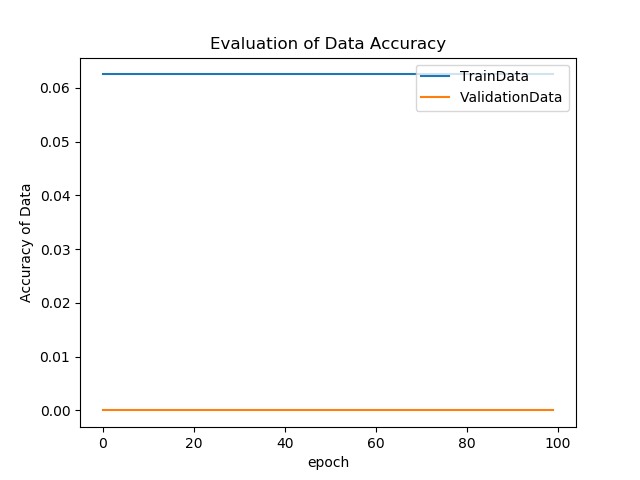 Evaluation of Data Accuracy
TrainData
ValidationData
0.06
0.05
0.04
0.03
0.02
0.01
0.00
Accuracy of Data
0 20 40 60 80 100
epoch